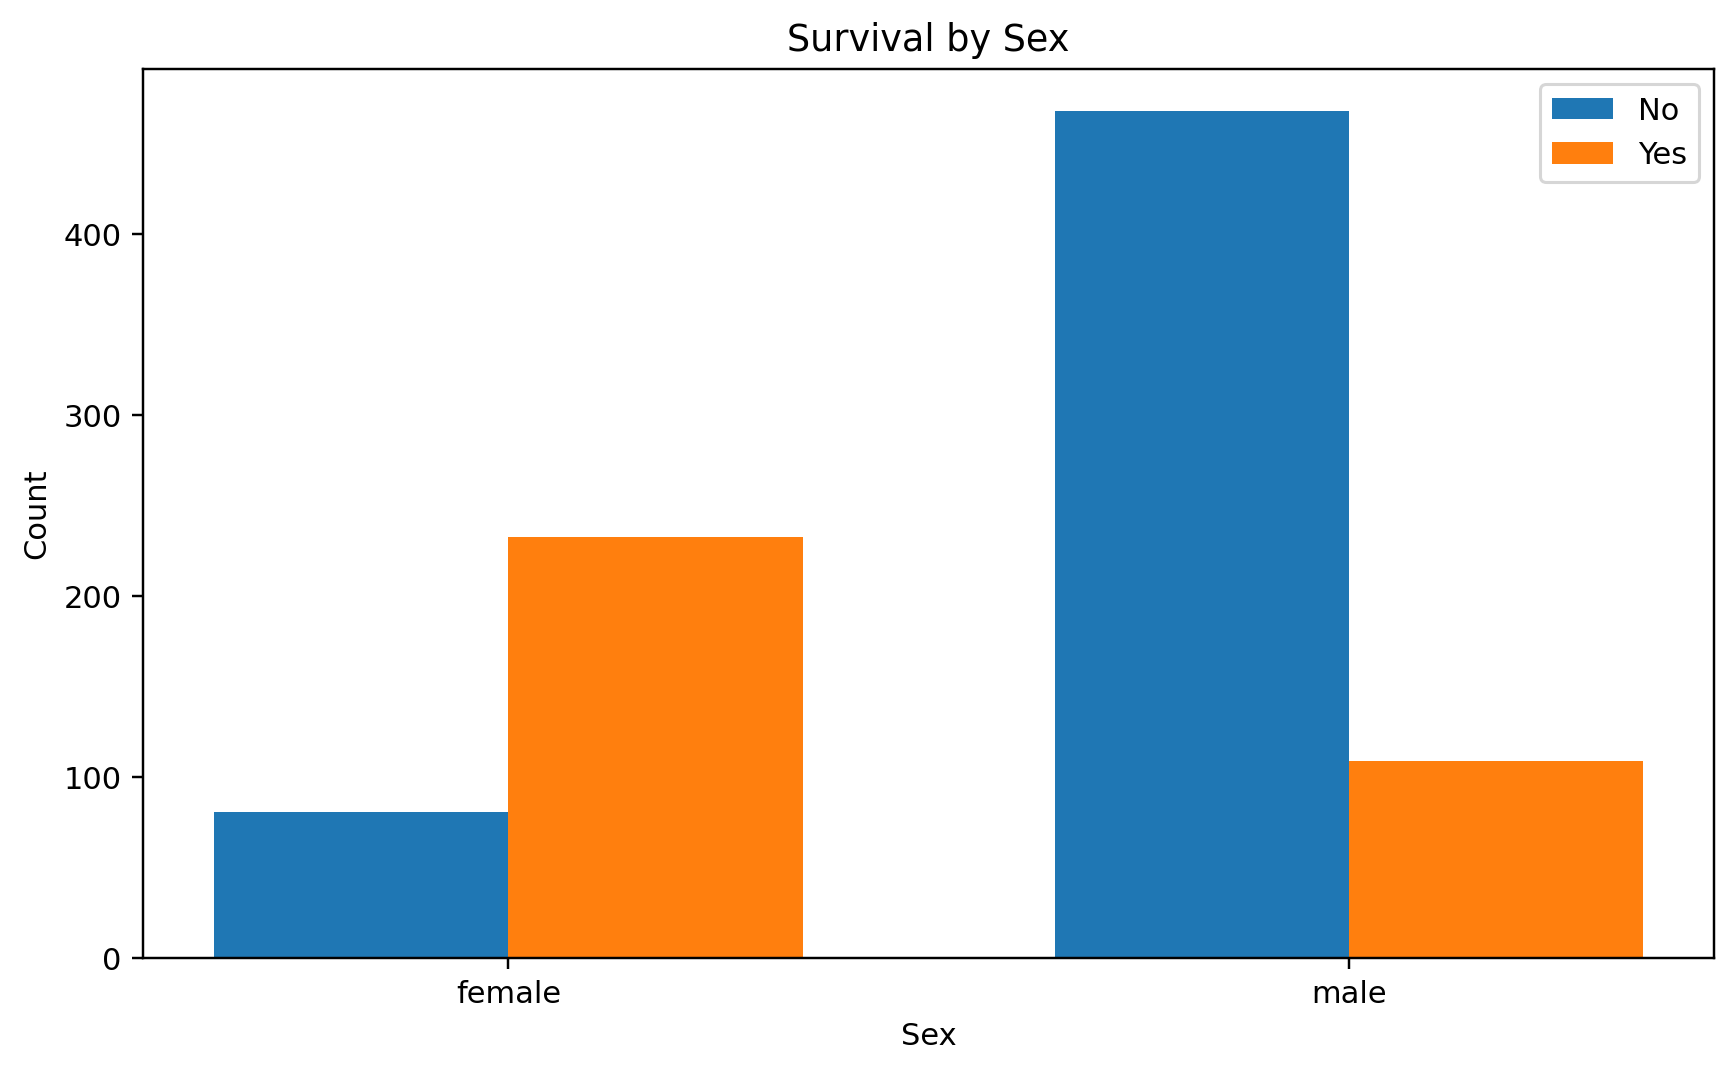 Survival by Sex
No
Yes
Count
400
300
200
100
0
female
male
Sex